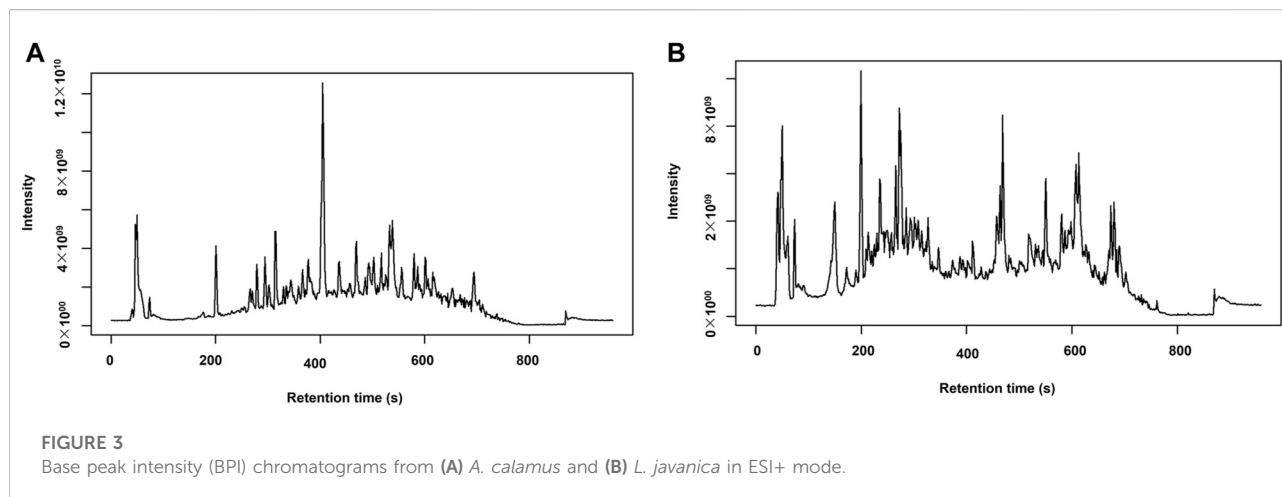 A
Intensity
1.2×10¹⁰
8×10⁰⁹
4×10⁰⁹
0×10⁰⁰
0 200 400 600 800
Retention time (s)
B
Intensity
8×10⁰⁹
2×10⁰⁹
0×10⁰⁰
0 200 400 600 800
Retention time (s)
FIGURE 3
Base peak intensity (BPI) chromatograms from (A) A. calamus and (B) L. javanica in ESI+ mode.